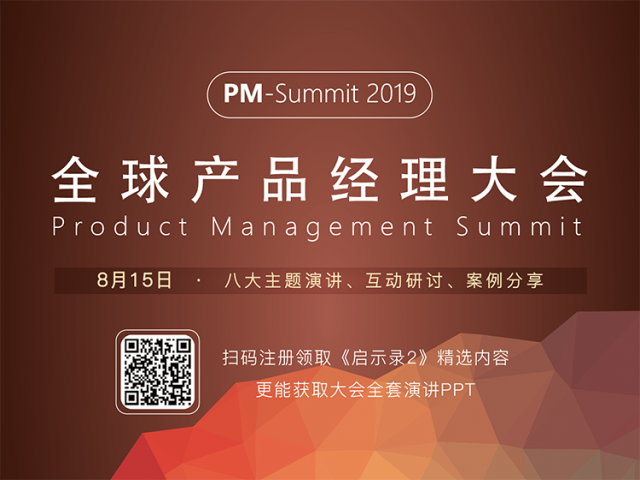 PM-Summit 2019
全球产品经理大会
Product Management Summit
8月15日 · 八大主题演讲、互动研讨、案例分享
扫码注册领取《启示录2》精选内容
更能获取大会全套演讲PPT